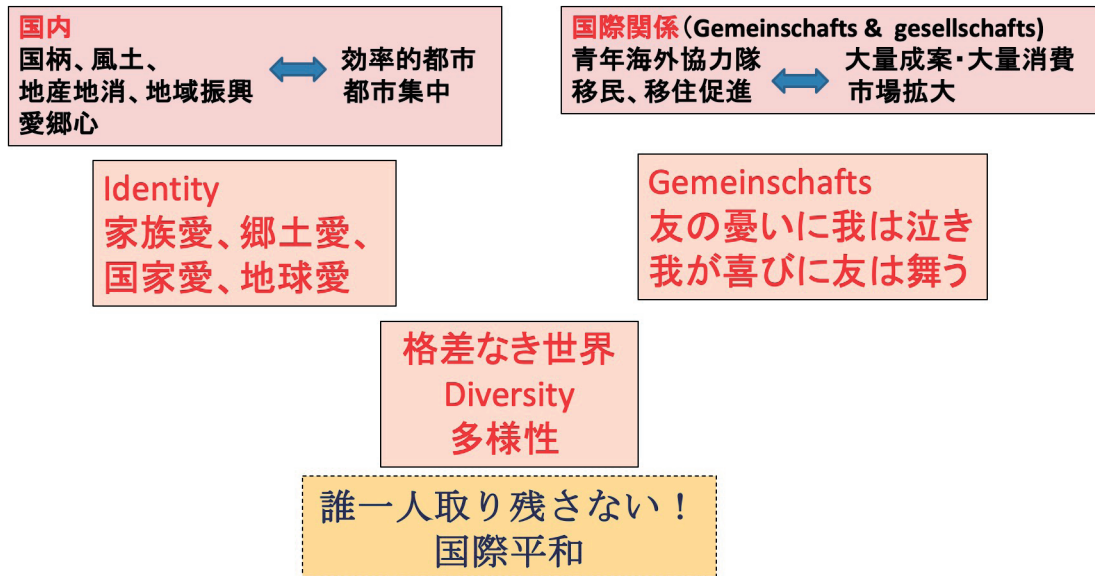 国内
国柄、風土、
地産地消、地域振興
愛郷心
効率的都市
都市集中
国際関係(Gemeinschafts & gesellschafts)
青年海外協力隊
移民、移住促進
大量成案・大量消費
市場拡大
Identity
家族愛、郷土愛、
国家愛、地球愛
Gemeinschafts
友の憂いに我は泣き
我が喜びに友は舞う
格差なき世界
Diversity
多様性
誰一人取り残さない!
国際平和